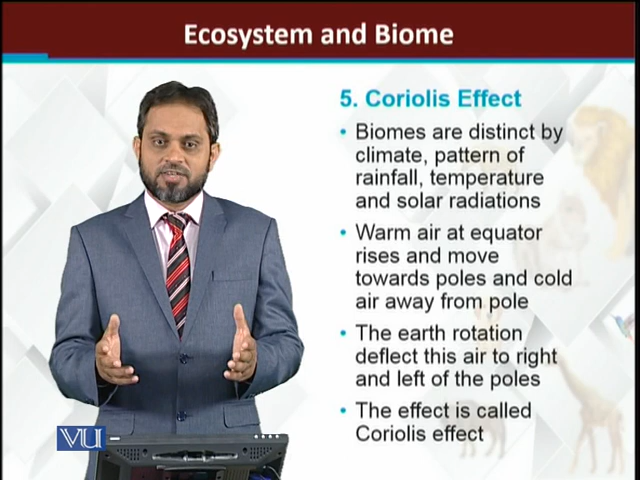 Ecosystem and Biome
5. Coriolis Effect
• Biomes are distinct by
climate, pattern of
rainfall, temperature
and solar radiations
• Warm air at equator
rises and move
towards poles and cold
air away from pole
• The earth rotation
deflect this air to right
and left of the poles
• The effect is called
Coriolis effect
VU